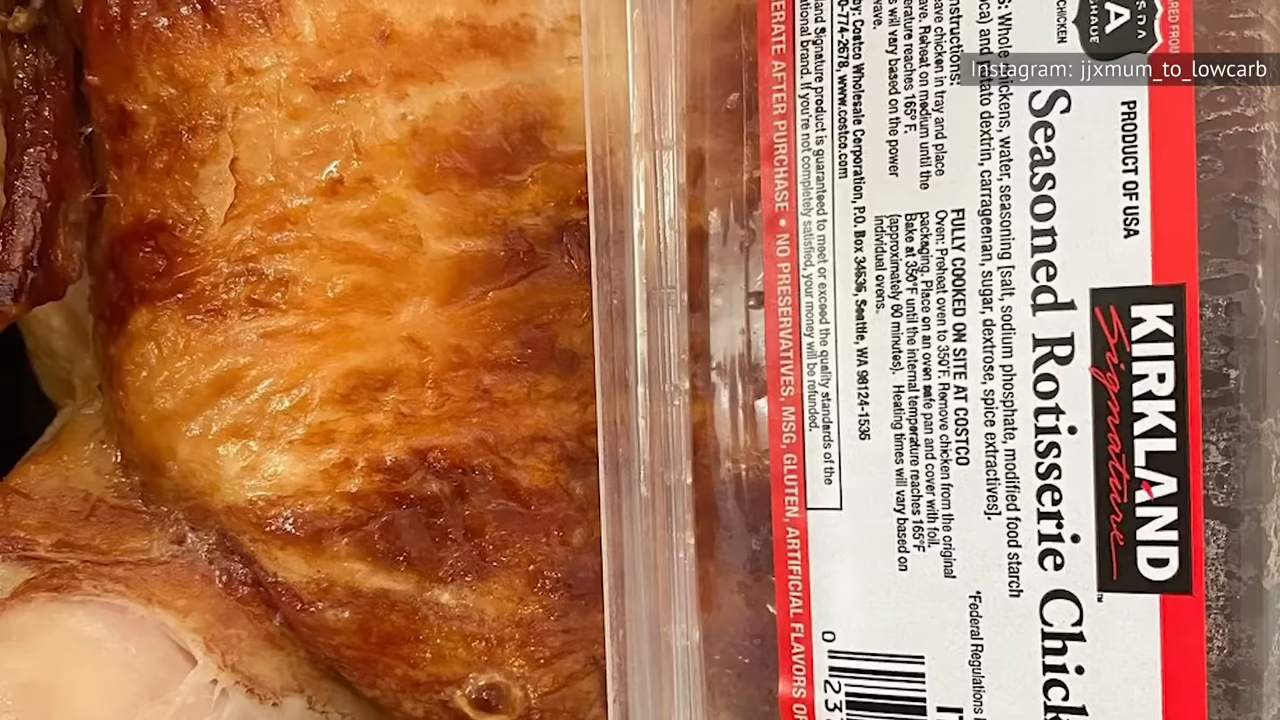 Instagram: jjxmum_to_lowcarb
KIRKLAND
Signature™
PRODUCT OF USA
USDA
A
GRADE
CHICKEN
Seasoned Rotisserie
Whole chickens, water, seasoning [salt, sodium phosphate, modified food starch
and potato dextrin, carrageenan, sugar, dextrose, spice extractives].
*Federal Regulations
FULLY COOKED ON SITE AT COSTCO
Oven: Preheat oven to 350°F. Remove chicken from the original
packaging. Place on an oven safe pan and cover with foil.
Bake at 350°F until the internal temperature reaches 165°F
(approximately 60 minutes). Heating times will vary based on
individual ovens.
chicken in tray and place
Reheat on medium until the
reaches 165° F.
will vary based on the power
by: Costco Wholesale Corporation, P.O. Box 34535, Seattle, WA 98124-1535
774-2678, www.costco.com
Signature product is guaranteed to meet or exceed the quality standards of the
brand. If you're not completely satisfied, your money will be refunded.
AFTER PURCHASE • NO PRESERVATIVES, MSG, GLUTEN, ARTIFICIAL FLAVORS
0